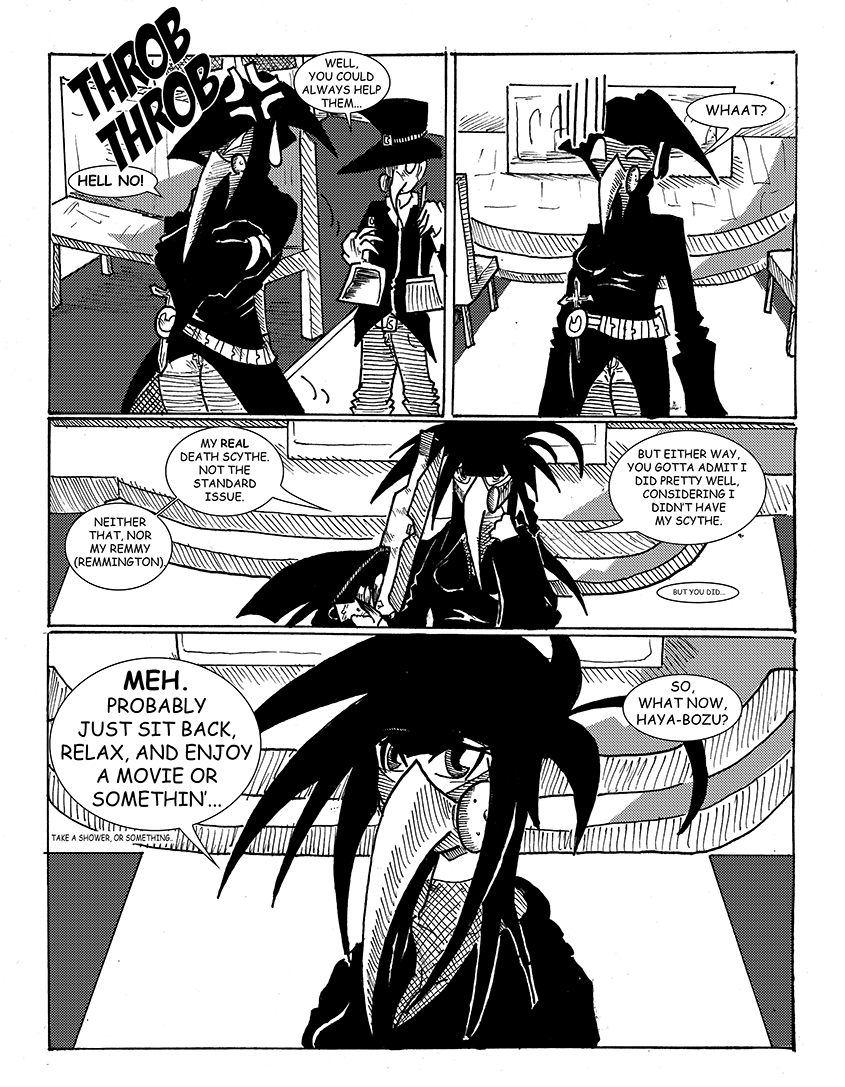 WHAAT?
WELL,
YOU COULD
ALWAYS HELP
THEM...
THROB
THROB
HELL NO!
BUT EITHER WAY,
YOU GOTTA ADMIT I
DID PRETTY WELL,
CONSIDERING I
DIDN'T HAVE
MY SCYTHE.
BUT YOU DID...
MY REAL
DEATH SCYTHE.
NOT THE
STANDARD
ISSUE.
NEITHER
THAT, NOR
MY REMMY
(REMMINGTON).
SO,
WHAT NOW,
HAYA-BOZU?
MEH.
PROBABLY
JUST SIT BACK,
RELAX, AND ENJOY
A MOVIE OR
SOMETHIN'...
TAKE A SHOWER, OR SOMETHING..